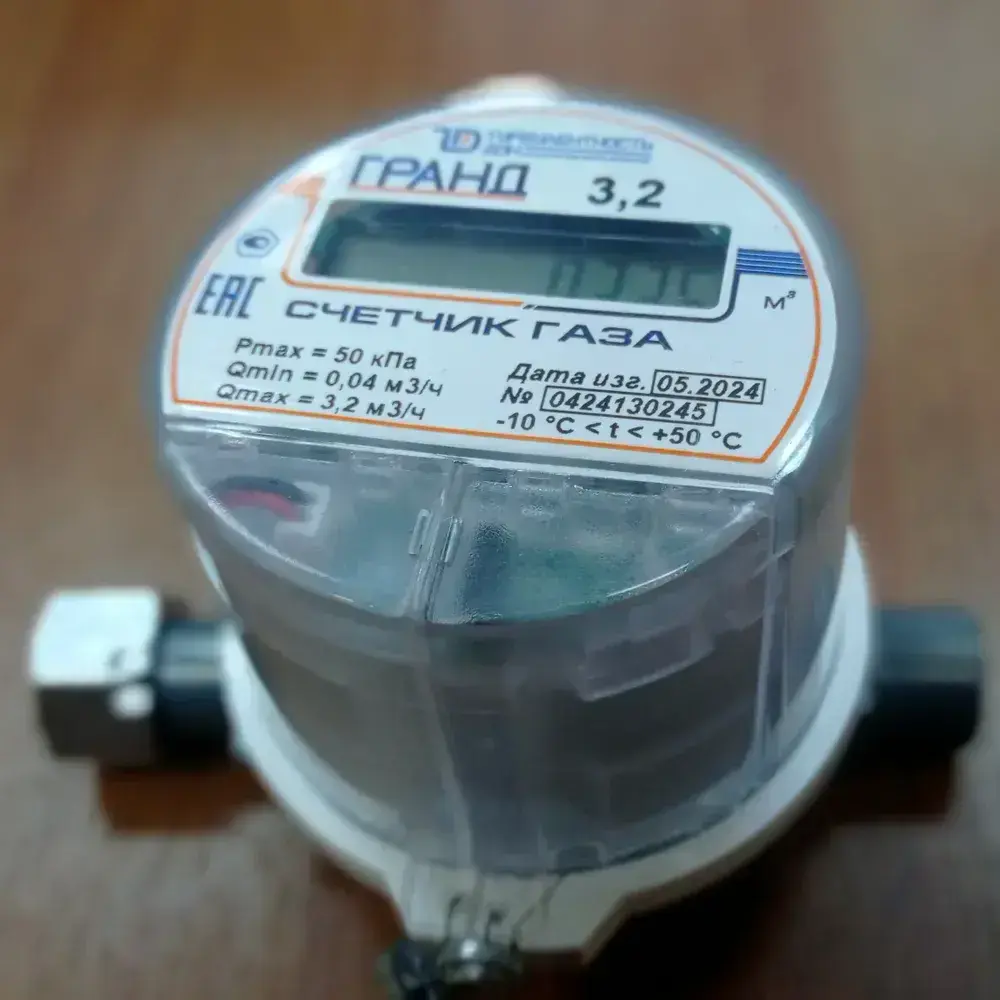 ГРАНД 3,2
м³
ЕАС
СЧЕТЧИК ГАЗА
Pmax = 50 кПа
Qmin = 0,04 м3/ч
Qmax = 3,2 м3/ч
Дата изг. 05.2024
№ 0424130245
-10 °C < t < +50 °C